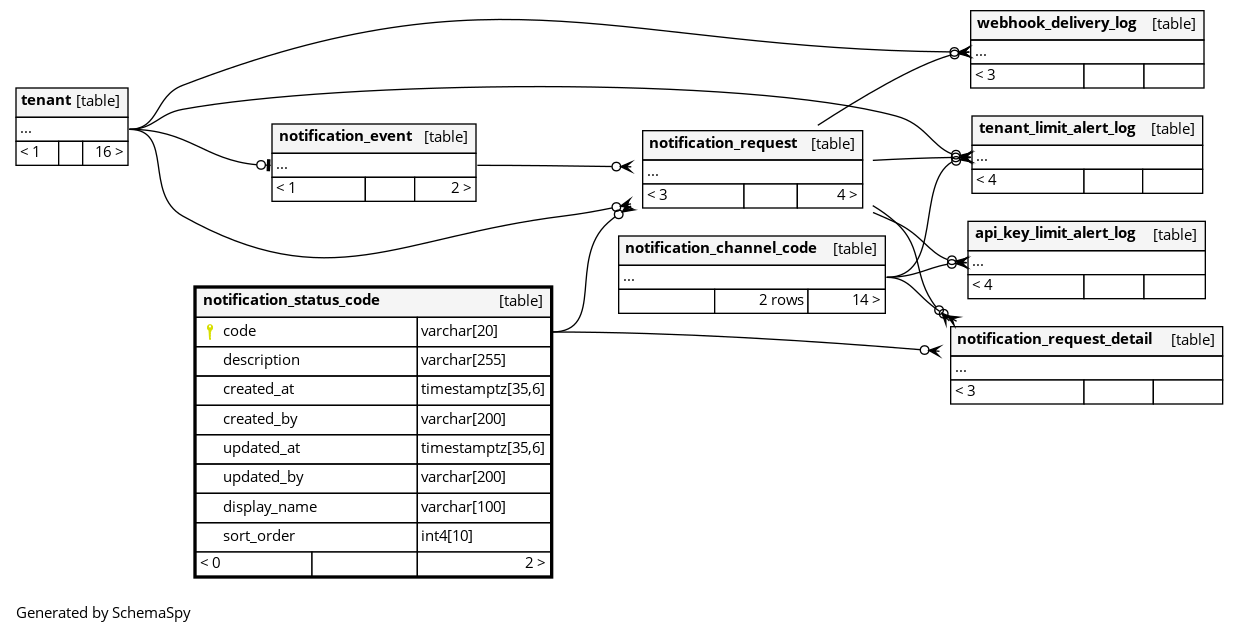 webhook_delivery_log [table]
...
< 3
tenant [table]
...
< 1 16 >
notification_event [table]
...
< 1 2 >
notification_request [table]
...
< 3 4 >
tenant_limit_alert_log [table]
...
< 4
notification_channel_code [table]
...
2 rows 14 >
api_key_limit_alert_log [table]
...
< 4
notification_status_code [table]
code varchar[20]
description varchar[255]
created_at timestamptz[35,6]
created_by varchar[200]
updated_at timestamptz[35,6]
updated_by varchar[200]
display_name varchar[100]
sort_order int4[10]
< 0 2 >
notification_request_detail [table]
...
< 3
Generated by SchemaSpy